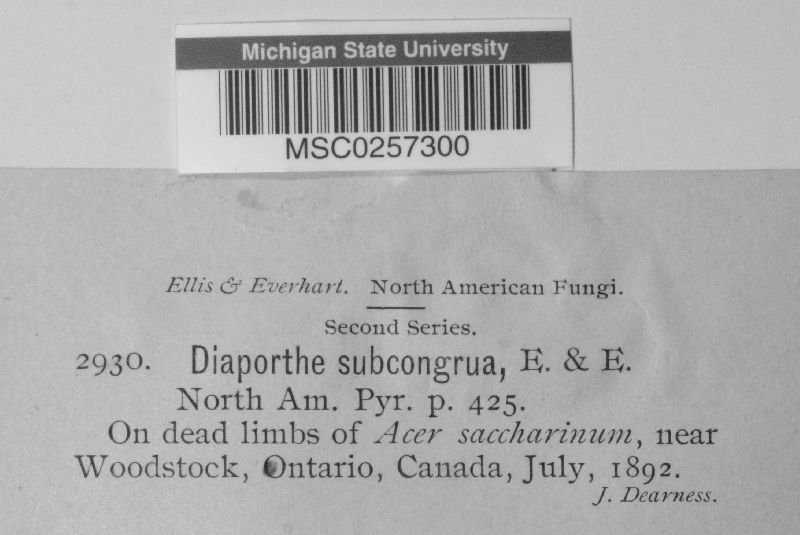 Michigan State University
MSC0257300
Ellis & Everhart. North American Fungi.
Second Series.
2930. Diaporthe subcongrua, E. & E.
North Am. Pyr. p. 425.
On dead limbs of Acer saccharinum, near
Woodstock, Ontario, Canada, July, 1892.
J. Dearness.